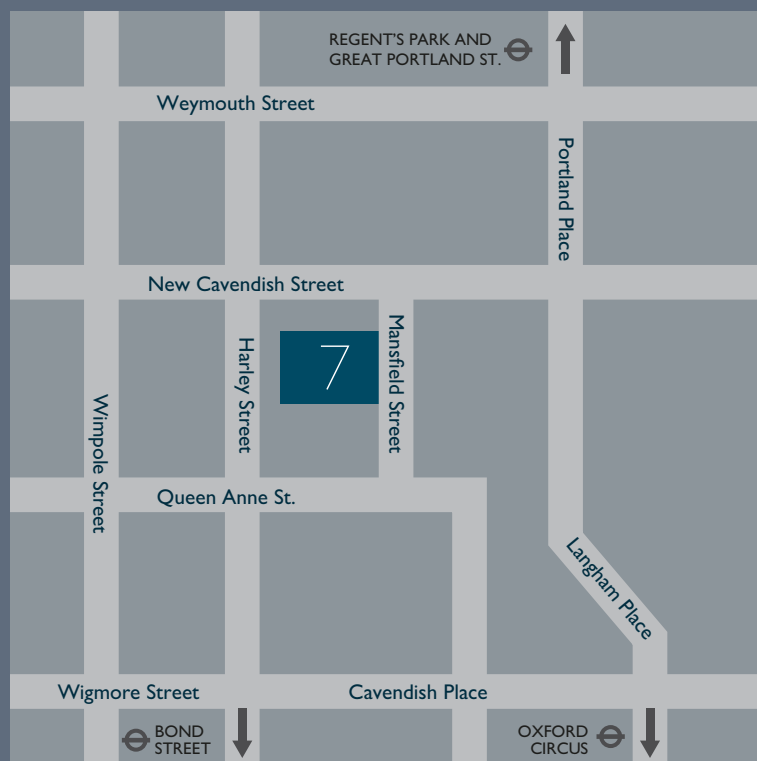 REGENT'S PARK AND
GREAT PORTLAND ST.
Weymouth Street
Portland Place
New Cavendish Street
Harley Street
7
Mansfield Street
Wimpole Street
Queen Anne St.
Langham Place
Wigmore Street
Cavendish Place
BOND
STREET
OXFORD
CIRCUS